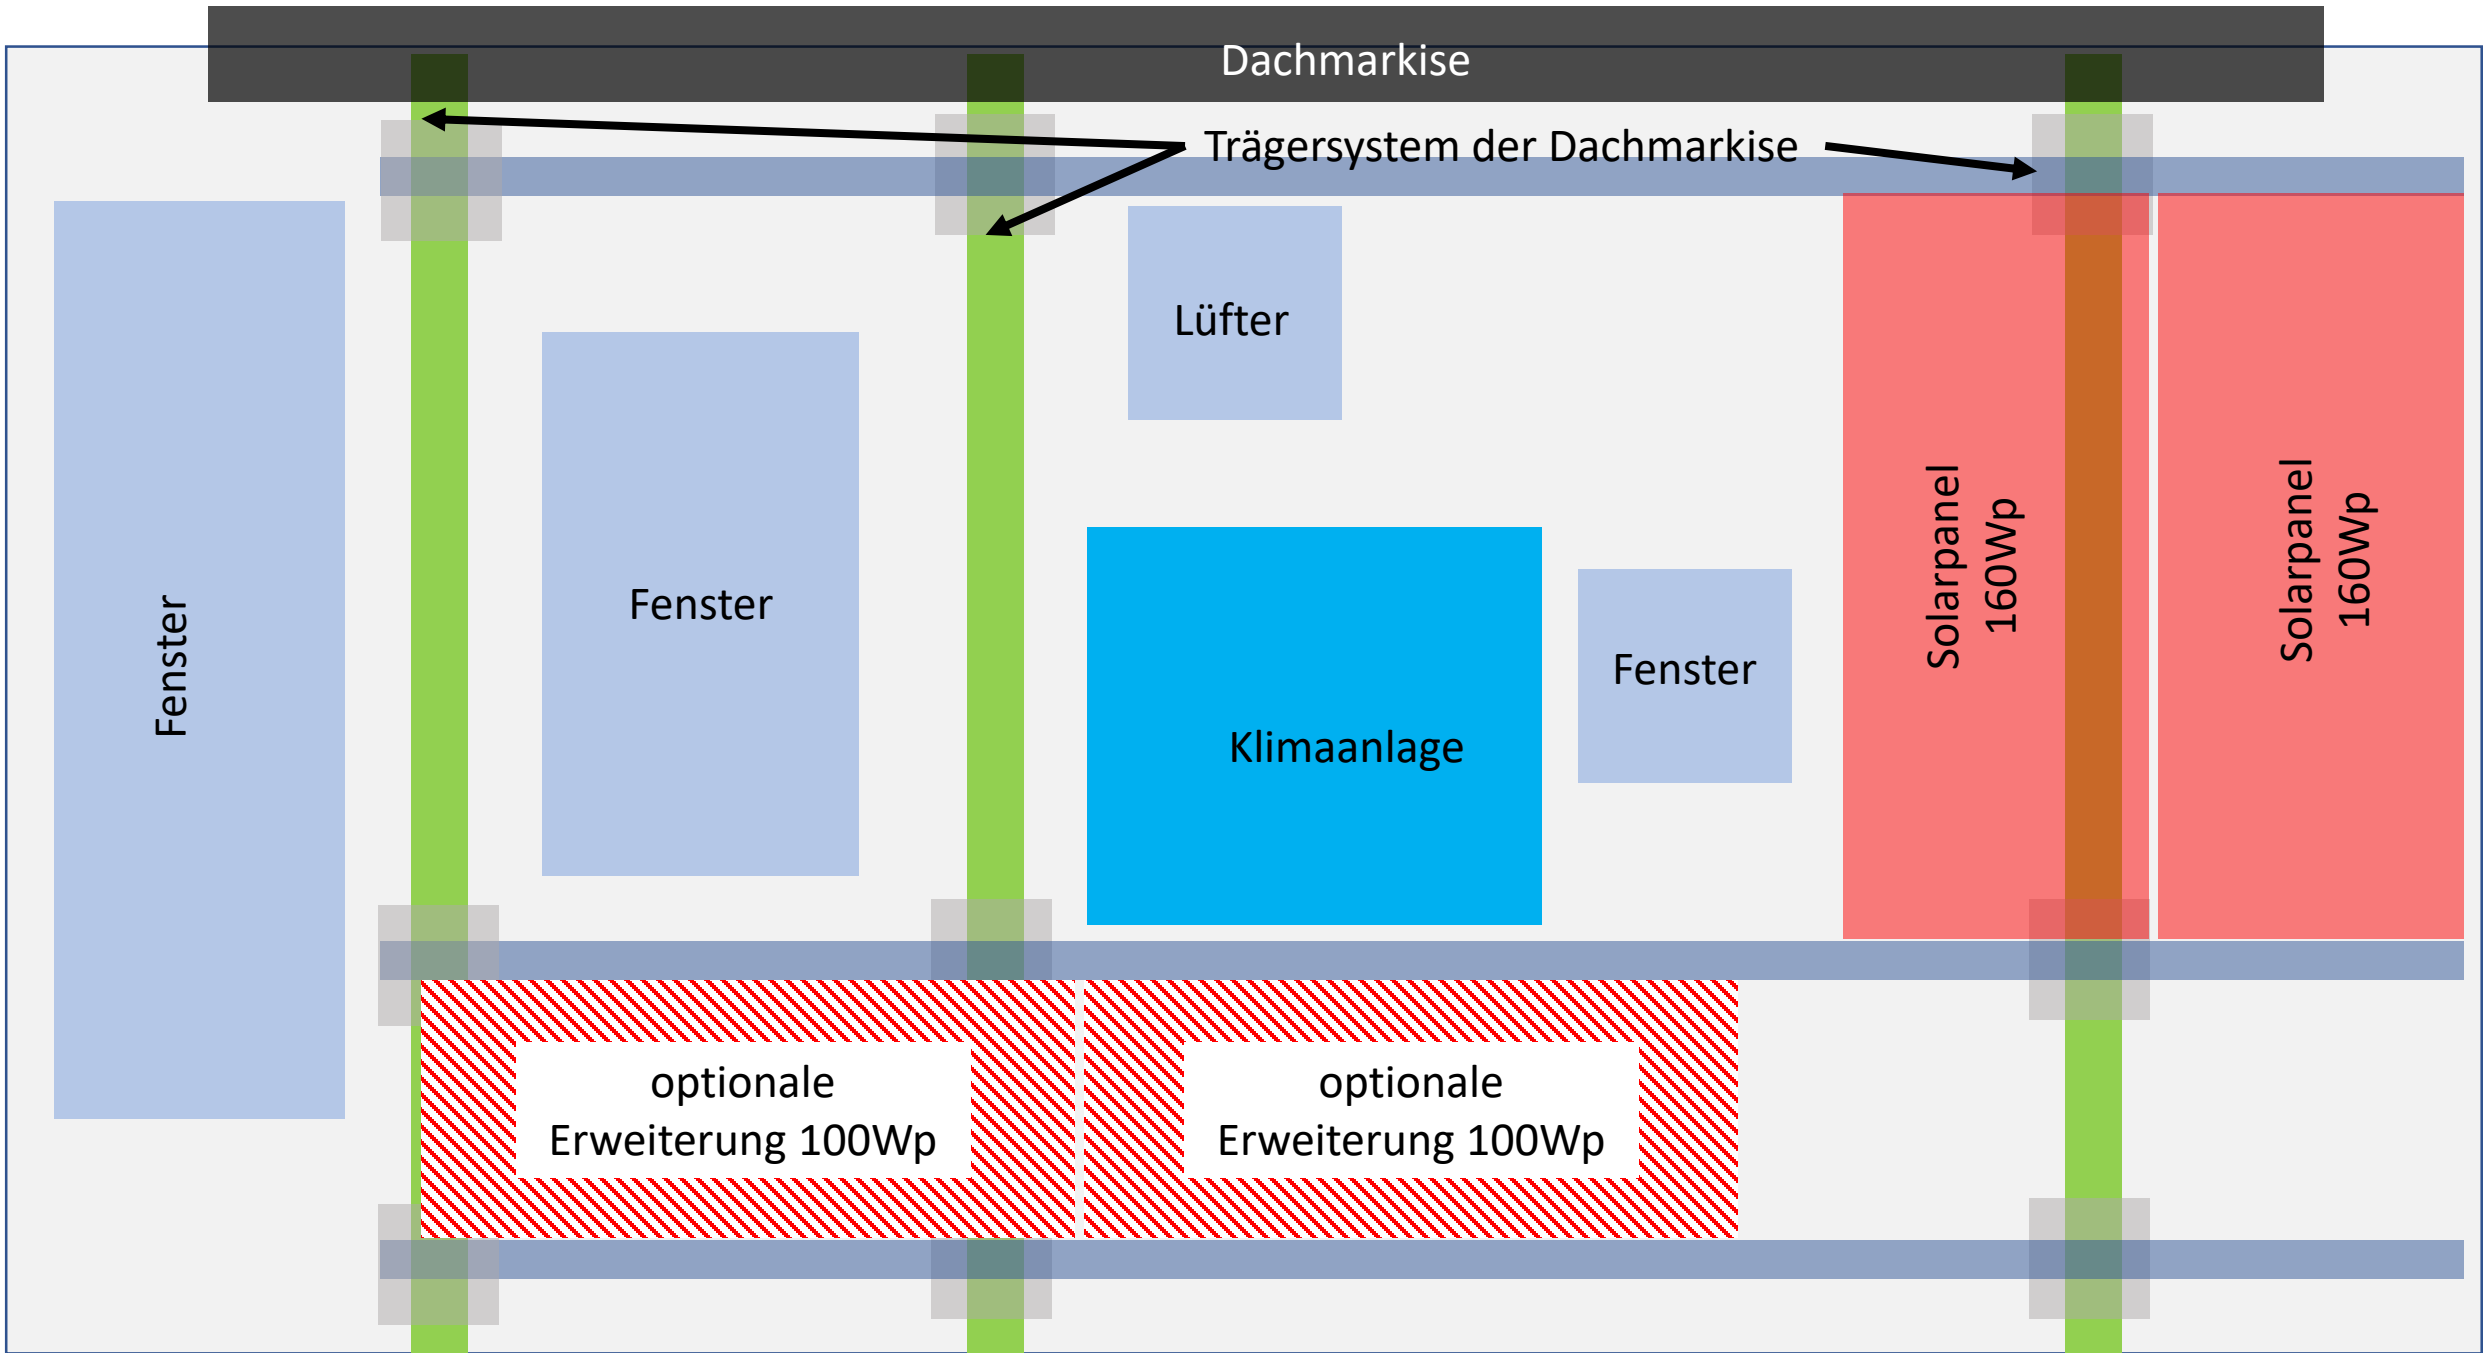 Dachmarkise
Trägersystem der Dachmarkise
Lüfter
Fenster
Fenster
Klimaanlage
Fenster
Solarpanel
160Wp
Solarpanel
160Wp
optionale
Erweiterung 100Wp
optionale
Erweiterung 100Wp